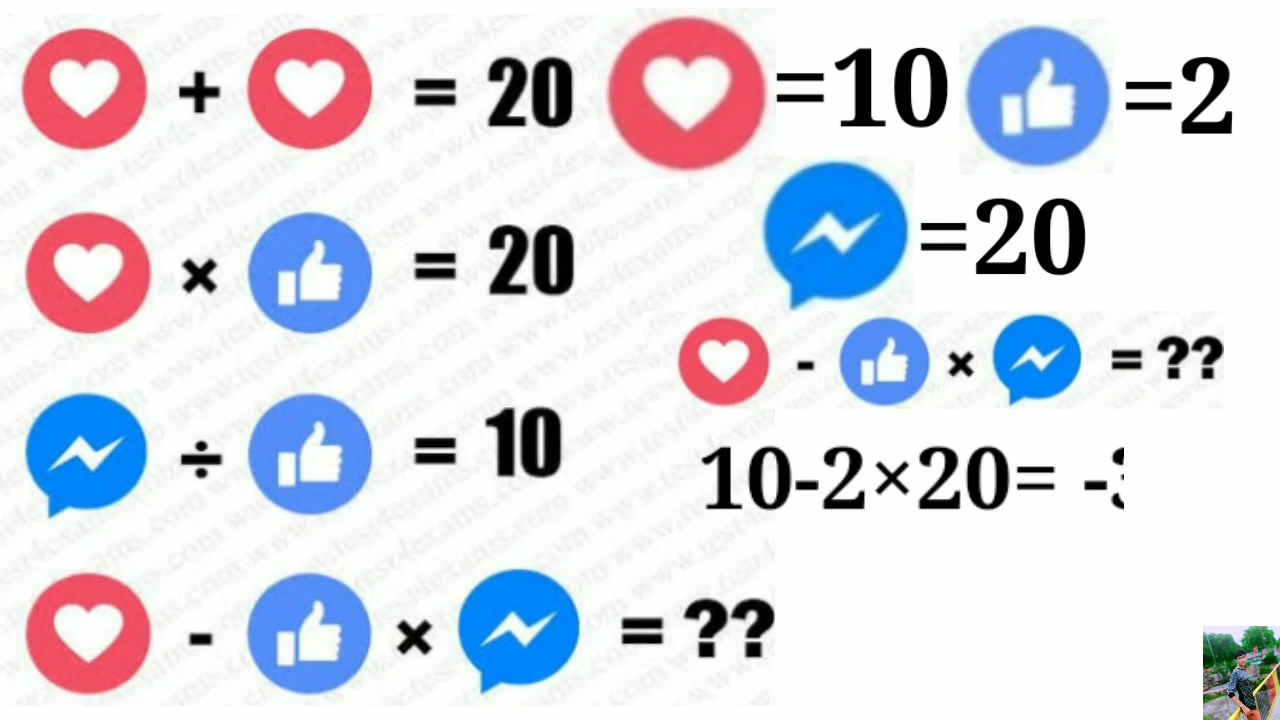 + = 20
=10 =2
× = 20
=20
÷ = 10
- × = ??
10-2×20= -
- × = ??